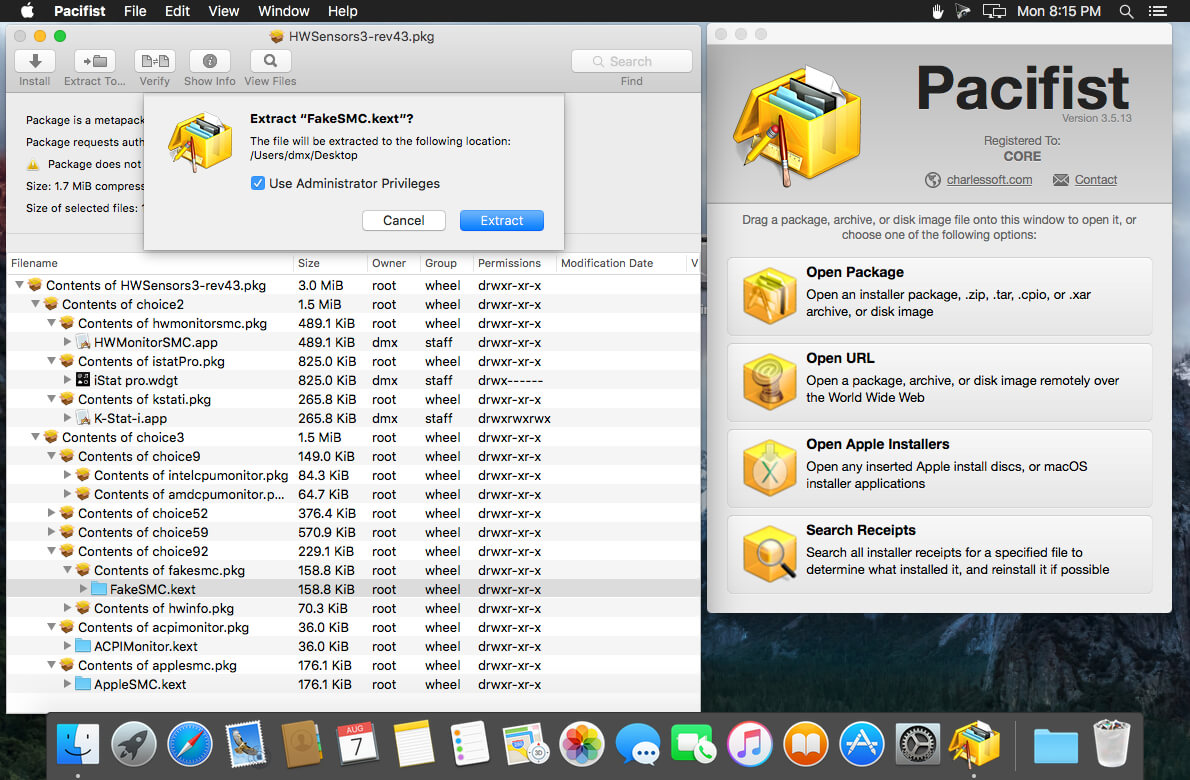 Pacifist File Edit View Window Help Mon 8:15 PM
HWSensors3-rev43.pkg
Install Extract To... Verify Show Info View Files Search Find
Package is a metapack
Package requests auth
Package does not
Size: 1.7 MiB compress
Size of selected files:
Extract “FakeSMC.kext”?
The file will be extracted to the following location:
/Users/dmx/Desktop
Use Administrator Privileges
Cancel Extract
Filename Size Owner Group Permissions Modification Date V
Contents of HWSensors3-rev43.pkg 3.0 MiB root wheel drwxr-xr-x
Contents of choice2 1.5 MiB root wheel drwxr-xr-x
Contents of hwmonitorsmc.pkg 489.1 KiB root wheel drwxr-xr-x
HWMonitorSMC.app 489.1 KiB dmx staff drwxr-xr-x
Contents of istatPro.pkg 825.0 KiB root wheel drwxr-xr-x
iStat pro.wdgt 825.0 KiB dmx staff drwx------
Contents of kstati.pkg 265.8 KiB root wheel drwxr-xr-x
K-Stat-i.app 265.8 KiB dmx staff drwxrwxrwx
Contents of choice3 1.5 MiB root wheel drwxr-xr-x
Contents of choice9 149.0 KiB root wheel drwxr-xr-x
Contents of intelcpumonitor.pkg 84.3 KiB root wheel drwxr-xr-x
Contents of amdcpumonitor.p... 64.7 KiB root wheel drwxr-xr-x
Contents of choice52 376.4 KiB root wheel drwxr-xr-x
Contents of choice59 570.9 KiB root wheel drwxr-xr-x
Contents of choice92 229.1 KiB root wheel drwxr-xr-x
Contents of fakesmc.pkg 158.8 KiB root wheel drwxr-xr-x
FakeSMC.kext 158.8 KiB root wheel drwxr-xr-x
Contents of hwinfo.pkg 70.3 KiB root wheel drwxr-xr-x
Contents of acpimonitor.pkg 36.0 KiB root wheel drwxr-xr-x
ACPIMonitor.kext 36.0 KiB root wheel drwxr-xr-x
Contents of applesmc.pkg 176.1 KiB root wheel drwxr-xr-x
AppleSMC.kext 176.1 KiB root wheel drwxr-xr-x
Pacifist
Version 3.5.13
Registered To:
CORE
charlessoft.com Contact
Drag a package, archive, or disk image file onto this window to open it, or
choose one of the following options:
Open Package
Open an installer package, .zip, .tar, .cpio, or .xar
archive, or disk image
Open URL
Open a package, archive, or disk image remotely over
the World Wide Web
Open Apple Installers
Open any inserted Apple install discs, or macOS
installer applications
Search Receipts
Search all installer receipts for a specified file to
determine what installed it, and reinstall it if possible
AUG
7
3D